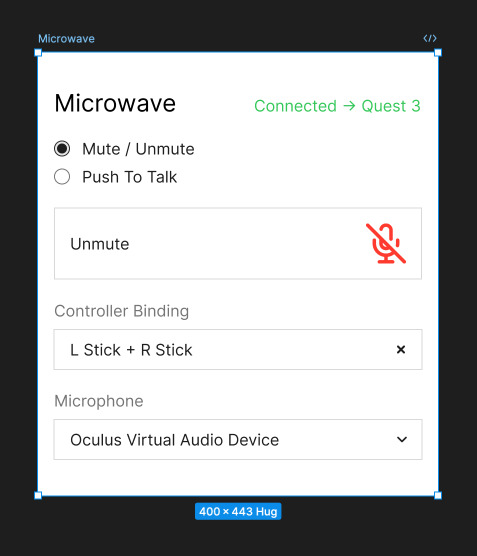 Microwave
Microwave
Connected → Quest 3
Mute / Unmute
Push To Talk
Unmute
Controller Binding
L Stick + R Stick
Microphone
Oculus Virtual Audio Device
400 × 443 Hug